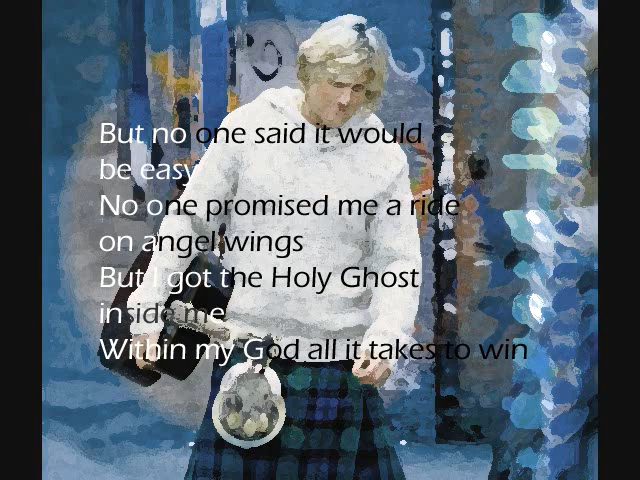 But no one said it would
be easy
No one promised me a ride
on angel wings
But I got the Holy Ghost
inside me
Within my God all it takes to win